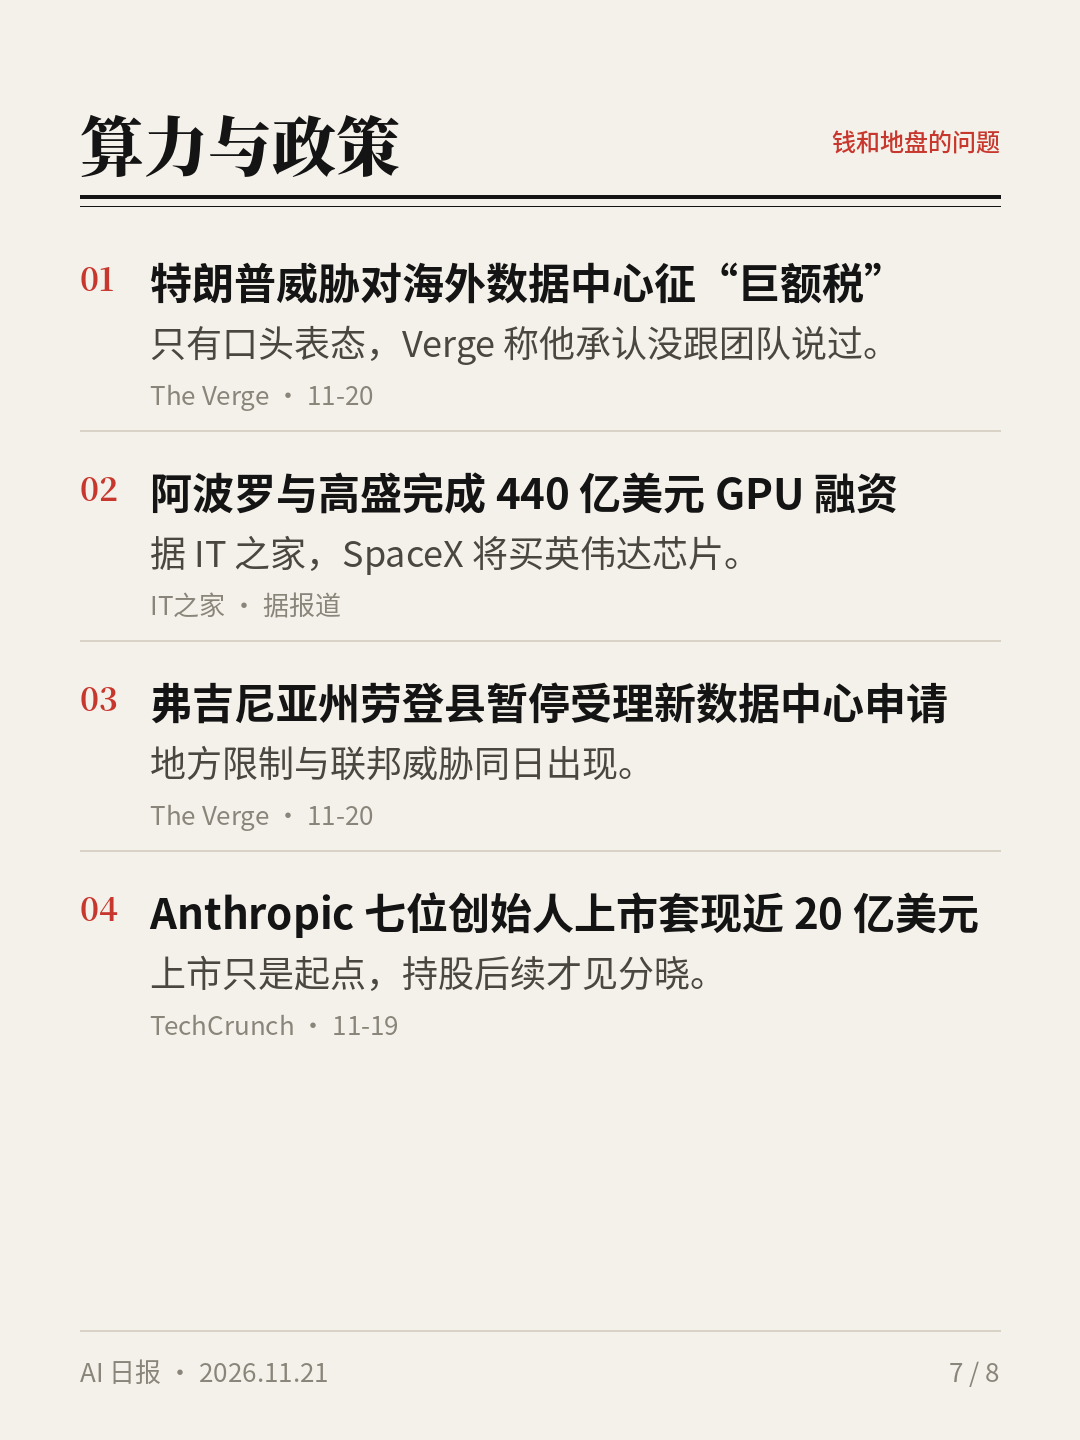 算力与政策
钱和地盘的问题
01 特朗普威胁对海外数据中心征“巨额税”
只有口头表态，Verge 称他承认没跟团队说过。
The Verge · 11-20
02 阿波罗与高盛完成 440 亿美元 GPU 融资
据 IT 之家，SpaceX 将买英伟达芯片。
IT之家 · 据报道
03 弗吉尼亚州劳登县暂停受理新数据中心申请
地方限制与联邦威胁同日出现。
The Verge · 11-20
04 Anthropic 七位创始人上市套现近 20 亿美元
上市只是起点，持股后续才见分晓。
TechCrunch · 11-19
AI 日报 · 2026.11.21
7 / 8